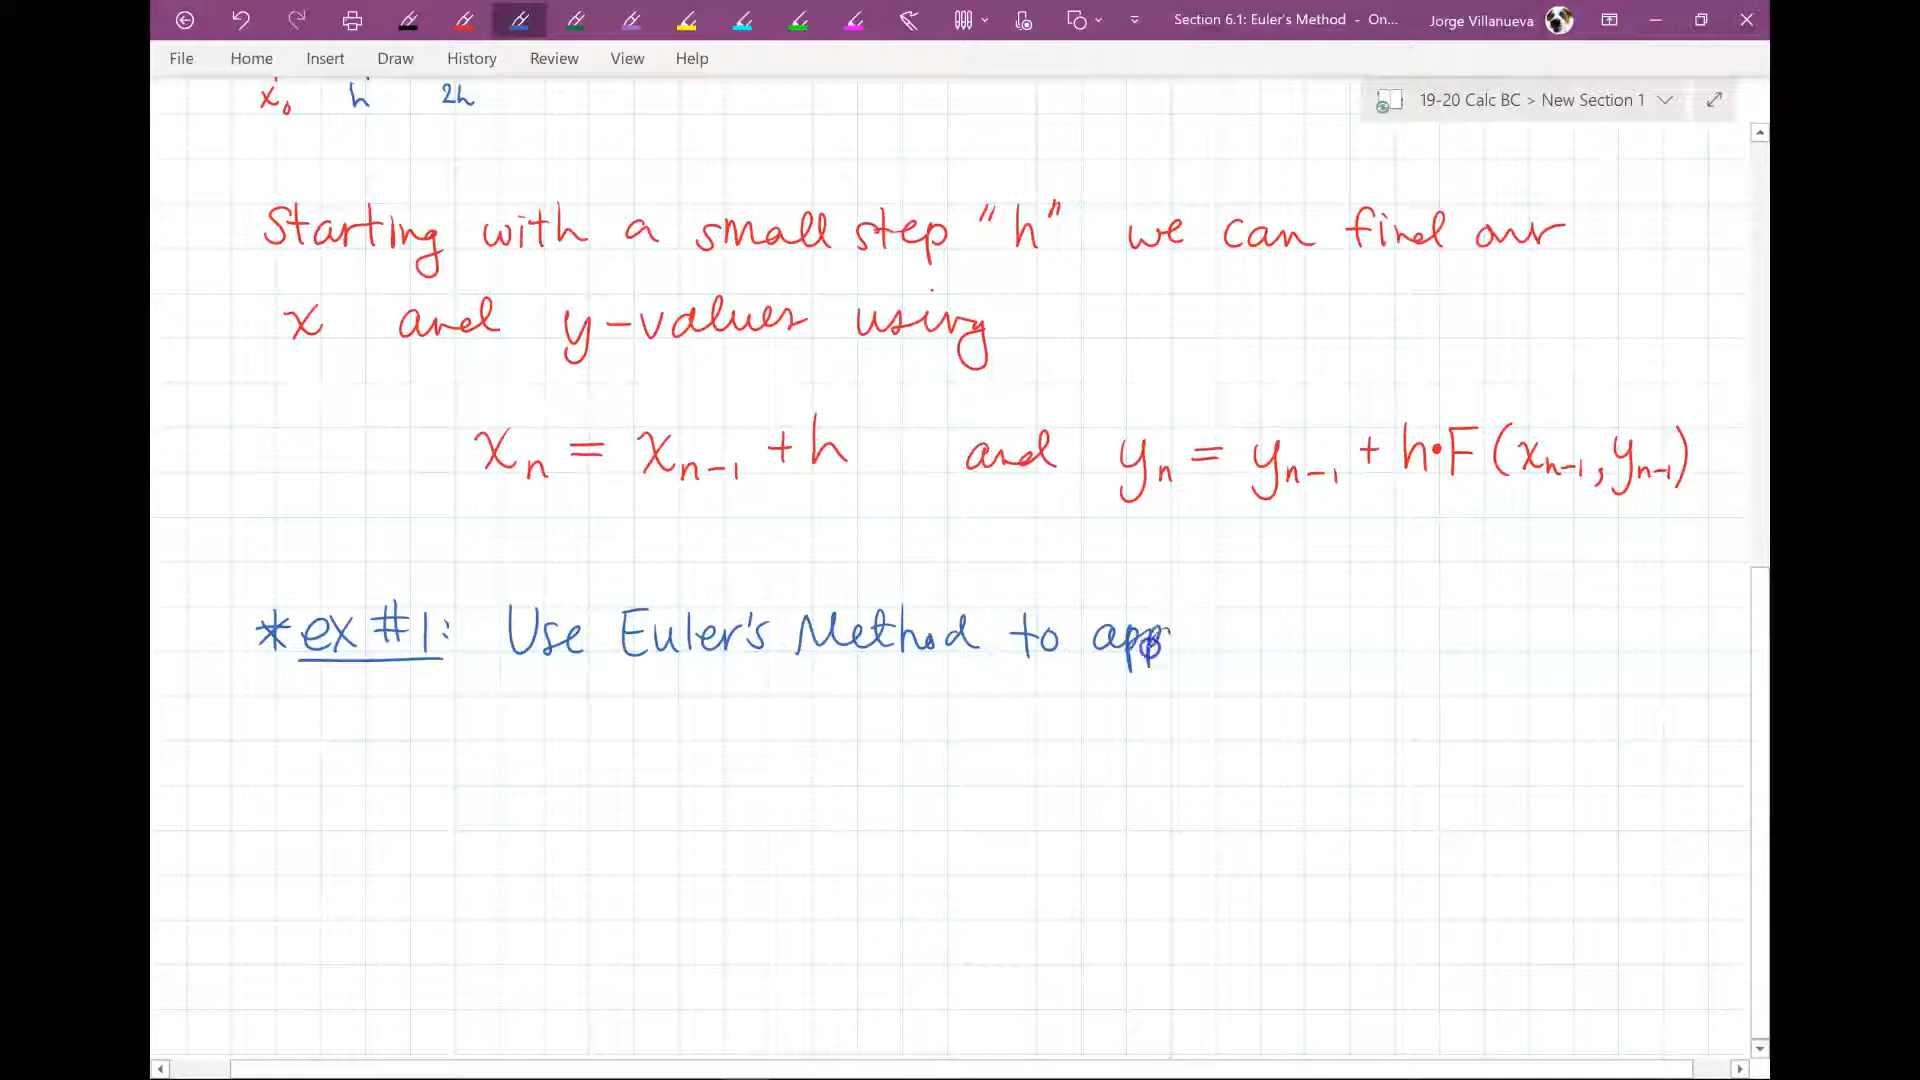 Section 6.1: Euler's Method - On... Jorge Villanueva
File Home Insert Draw History Review View Help
19-20 Calc BC > New Section 1
x₀ h 2h
Starting with a small step "h" we can find our
x and y-values using
xₙ = xₙ₋₁ + h and yₙ = yₙ₋₁ + h•F(xₙ₋₁, yₙ₋₁)
*ex #1: Use Euler's Method to app